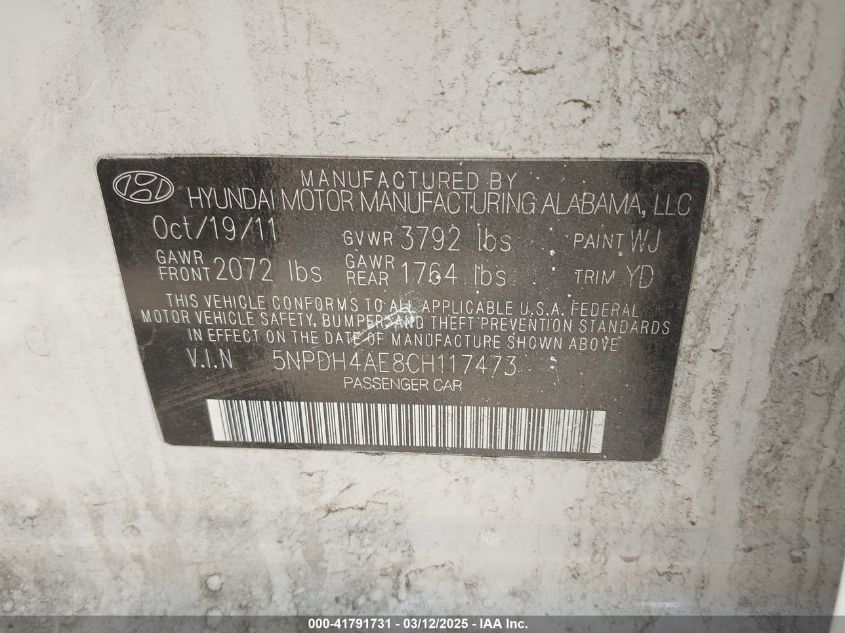 MANUFACTURED BY
HYUNDAI MOTOR MANUFACTURING ALABAMA, LLC
Oct/19/11 GVWR 3792 lbs PAINT WJ
GAWR FRONT 2072 lbs GAWR REAR 1764 lbs TRIM YD
THIS VEHICLE CONFORMS TO ALL APPLICABLE U.S.A. FEDERAL
MOTOR VEHICLE SAFETY, BUMPER AND THEFT PREVENTION STANDARDS
IN EFFECT ON THE DATE OF MANUFACTURE SHOWN ABOVE
V.I.N 5NPDH4AE8CH117473
PASSENGER CAR
000-41791731 - 03/12/2025 - IAA Inc.